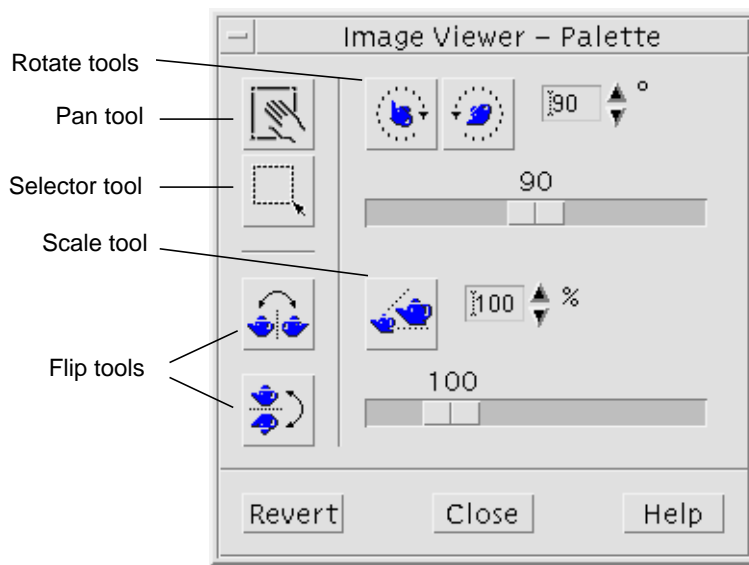 Image Viewer – Palette
Rotate tools
90 °
Pan tool
Selector tool
90
Scale tool
100 %
Flip tools
100
Revert
Close
Help